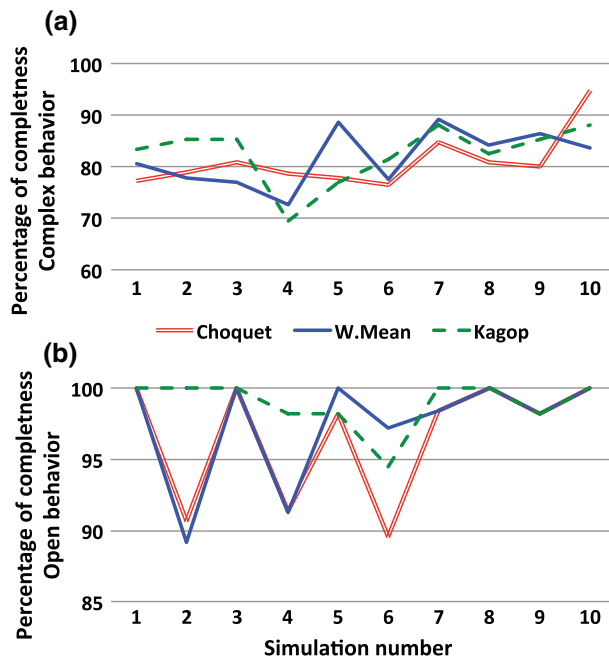 (a)
Percentage of completness
Complex behavior
100
90
80
70
60
1 2 3 4 5 6 7 8 9 10
Choquet W.Mean Kagop
(b)
Percentage of completness
Open behavior
100
95
90
85
1 2 3 4 5 6 7 8 9 10
Simulation number